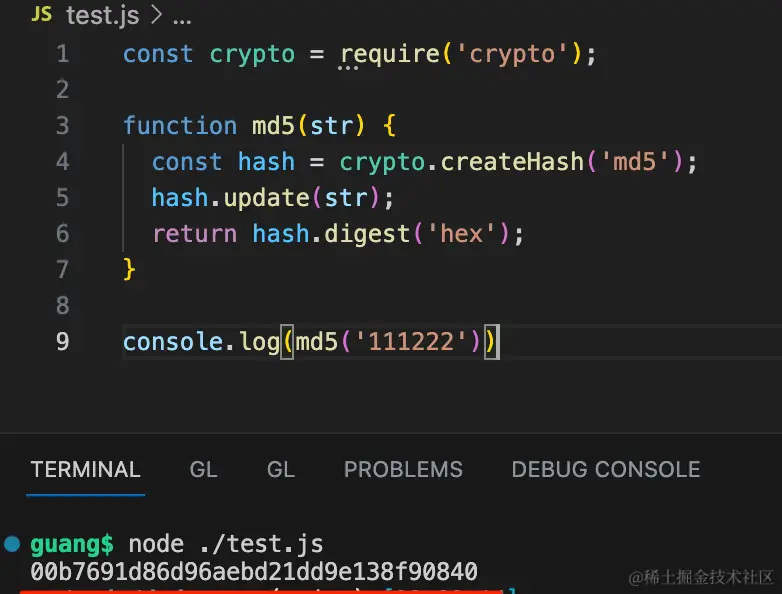 JS test.js > ...
1 const crypto = require('crypto');
2
3 function md5(str) {
4 const hash = crypto.createHash('md5');
5 hash.update(str);
6 return hash.digest('hex');
7 }
8
9 console.log(md5('111222'))
TERMINAL GL GL PROBLEMS DEBUG CONSOLE
guang$ node ./test.js
00b7691d86d96aebd21dd9e138f90840
@稀土掘金技术社区